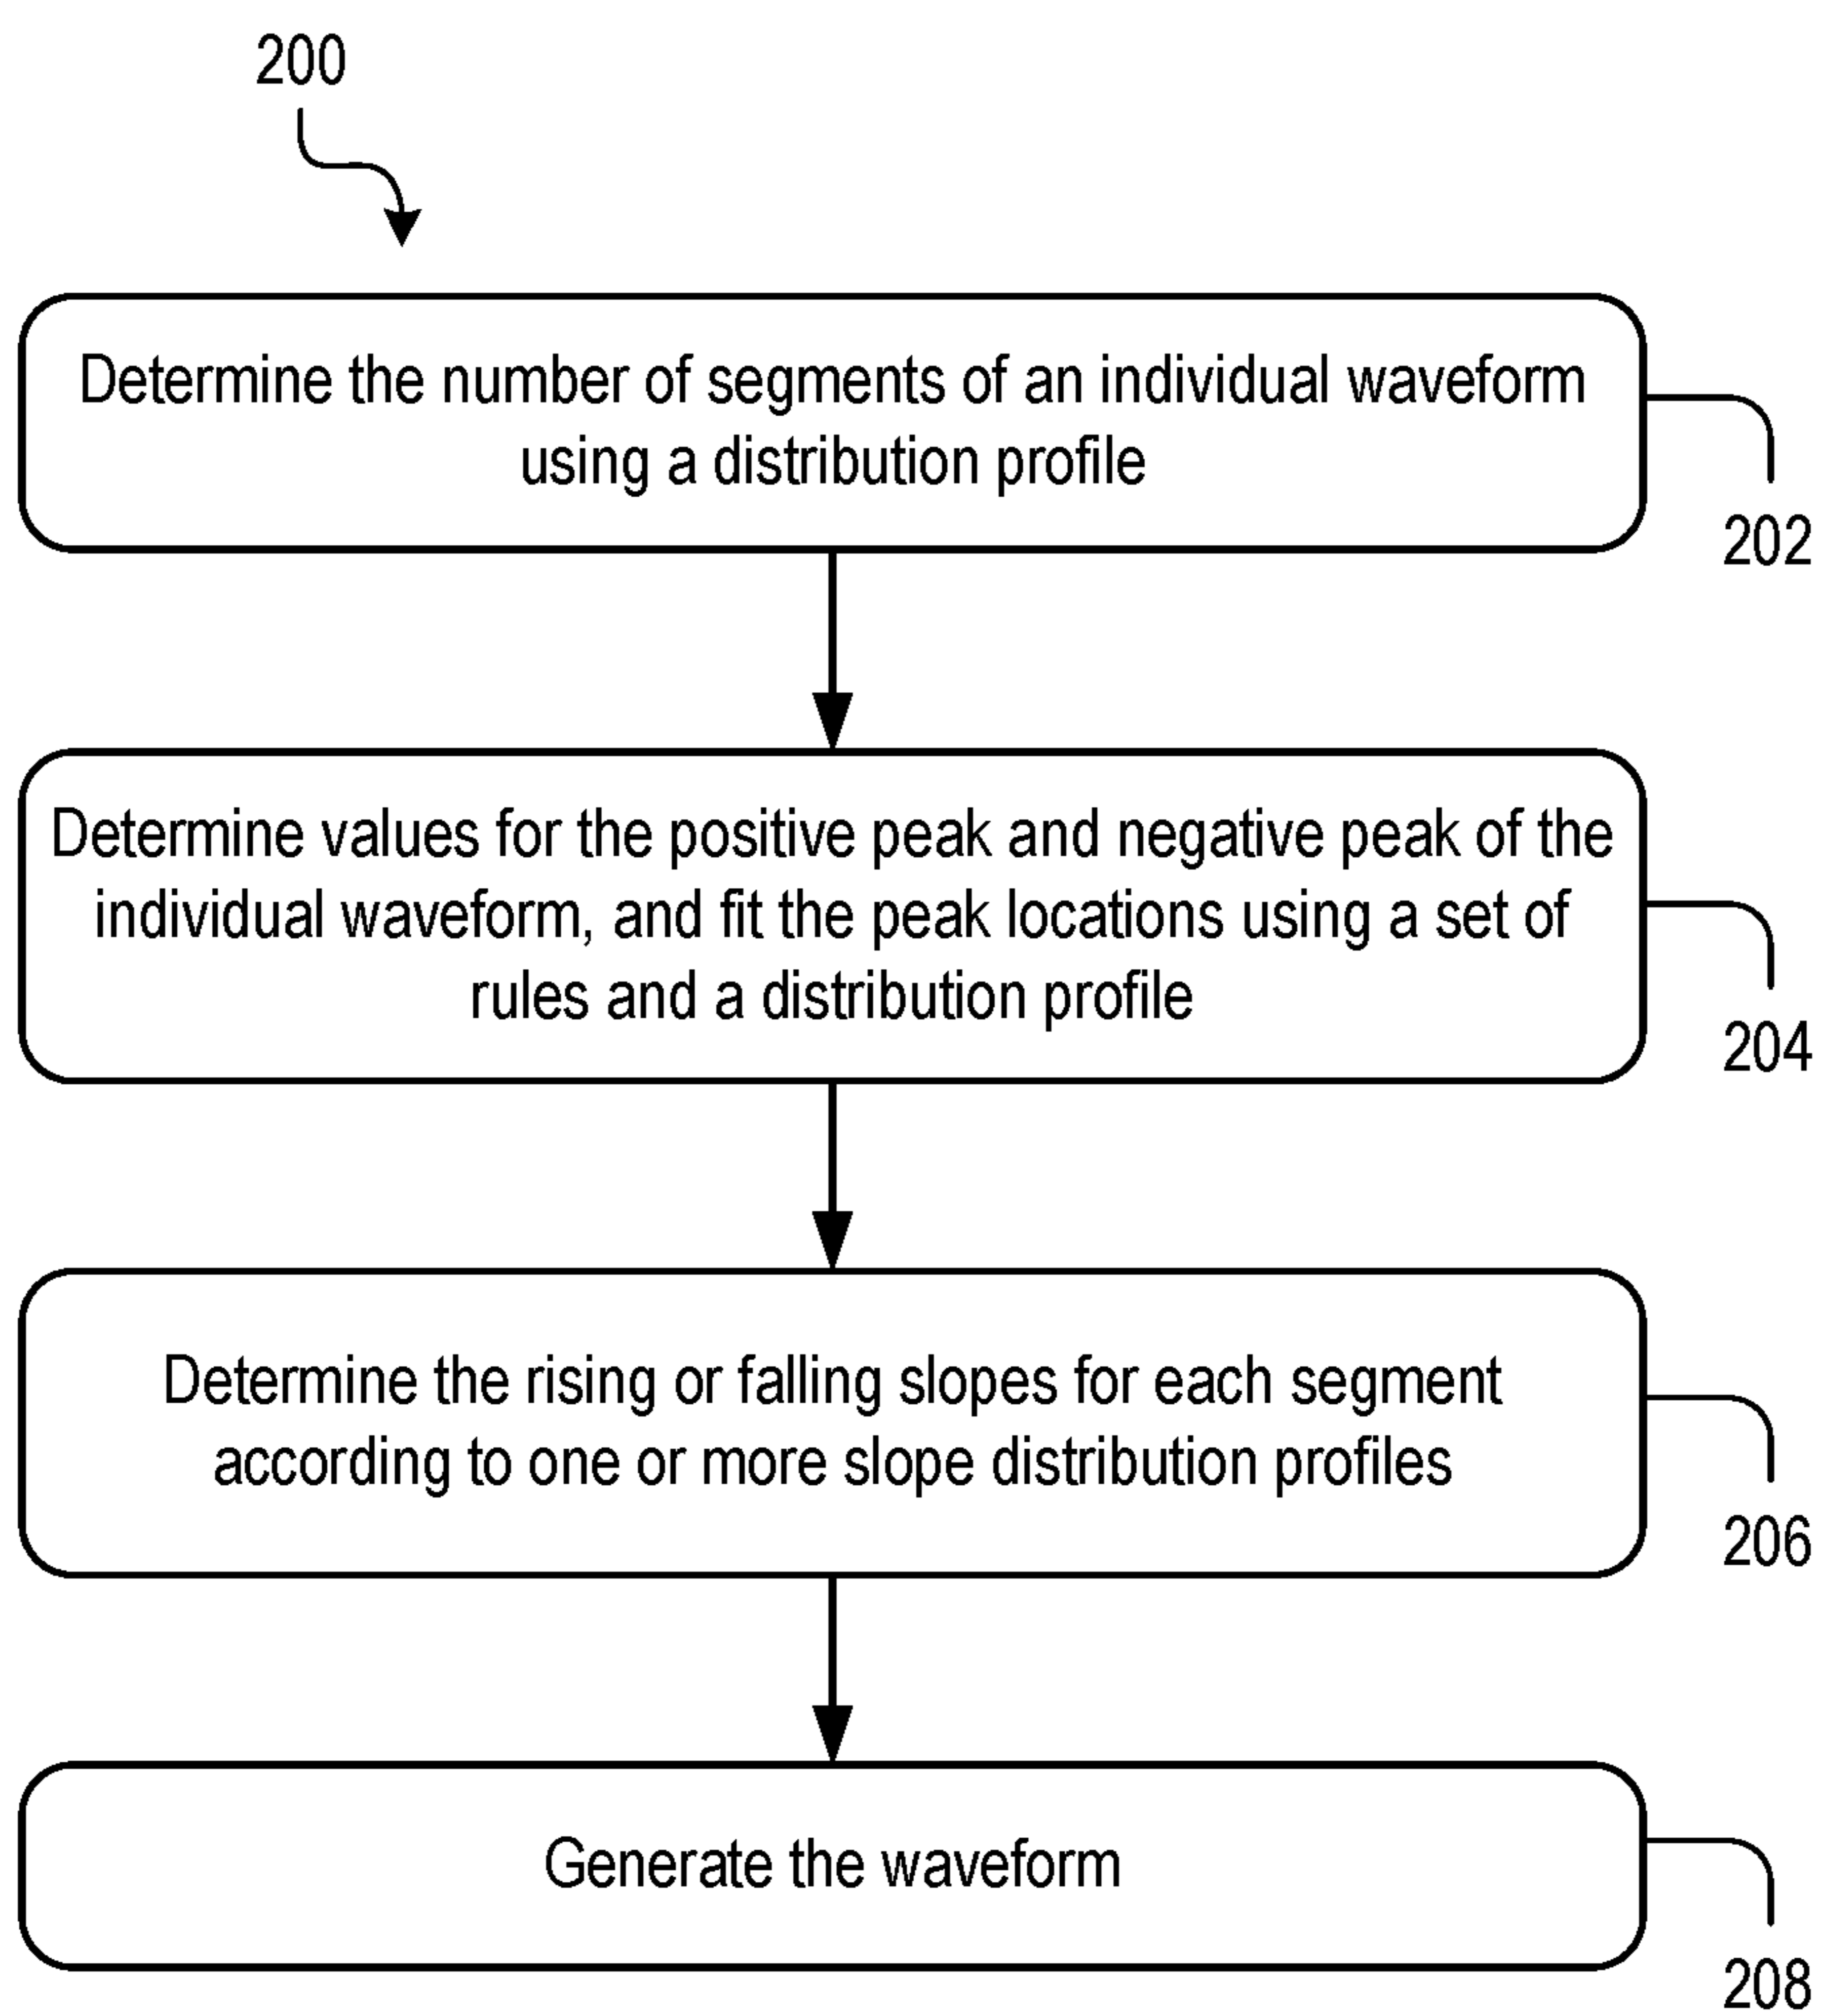 200
Determine the number of segments of an individual waveform
using a distribution profile
202
Determine values for the positive peak and negative peak of the
individual waveform, and fit the peak locations using a set of
rules and a distribution profile
204
Determine the rising or falling slopes for each segment
according to one or more slope distribution profiles
206
Generate the waveform
208